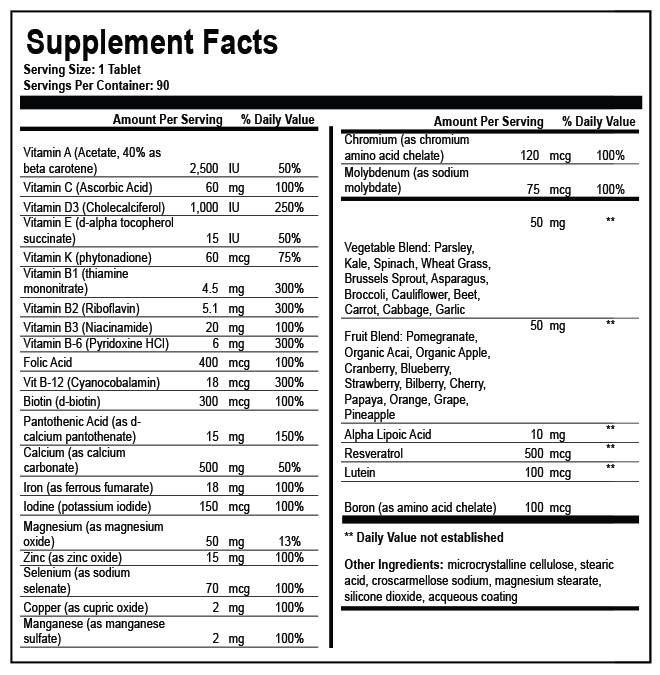 Supplement Facts
Serving Size: 1 Tablet
Servings Per Container: 90
Amount Per Serving % Daily Value
Vitamin A (Acetate, 40% as
beta carotene) 2,500 IU 50%
Vitamin C (Ascorbic Acid) 60 mg 100%
Vitamin D3 (Cholecalciferol) 1,000 IU 250%
Vitamin E (d-alpha tocopherol
succinate) 15 IU 50%
Vitamin K (phytonadione) 60 mcg 75%
Vitamin B1 (thiamine
mononitrate) 4.5 mg 300%
Vitamin B2 (Riboflavin) 5.1 mg 300%
Vitamin B3 (Niacinamide) 20 mg 100%
Vitamin B-6 (Pyridoxine HCl) 6 mg 300%
Folic Acid 400 mcg 100%
Vit B-12 (Cyanocobalamin) 18 mcg 300%
Biotin (d-biotin) 300 mcg 100%
Pantothenic Acid (as d-
calcium pantothenate) 15 mg 150%
Calcium (as calcium
carbonate) 500 mg 50%
Iron (as ferrous fumarate) 18 mg 100%
Iodine (potassium iodide) 150 mcg 100%
Magnesium (as magnesium
oxide) 50 mg 13%
Zinc (as zinc oxide) 15 mg 100%
Selenium (as sodium
selenate) 70 mcg 100%
Copper (as cupric oxide) 2 mg 100%
Manganese (as manganese
sulfate) 2 mg 100%
Amount Per Serving % Daily Value
Chromium (as chromium
amino acid chelate) 120 mcg 100%
Molybdenum (as sodium
molybdate) 75 mcg 100%
50 mg **
Vegetable Blend: Parsley,
Kale, Spinach, Wheat Grass,
Brussels Sprout, Asparagus,
Broccoli, Cauliflower, Beet,
Carrot, Cabbage, Garlic
50 mg **
Fruit Blend: Pomegranate,
Organic Acai, Organic Apple,
Cranberry, Blueberry,
Strawberry, Bilberry, Cherry,
Papaya, Orange, Grape,
Pineapple
Alpha Lipoic Acid 10 mg **
Resveratrol 500 mcg **
Lutein 100 mcg **
Boron (as amino acid chelate) 100 mcg
** Daily Value not established
Other Ingredients: microcrystalline cellulose, stearic
acid, croscarmellose sodium, magnesium stearate,
silicone dioxide, acqueous coating